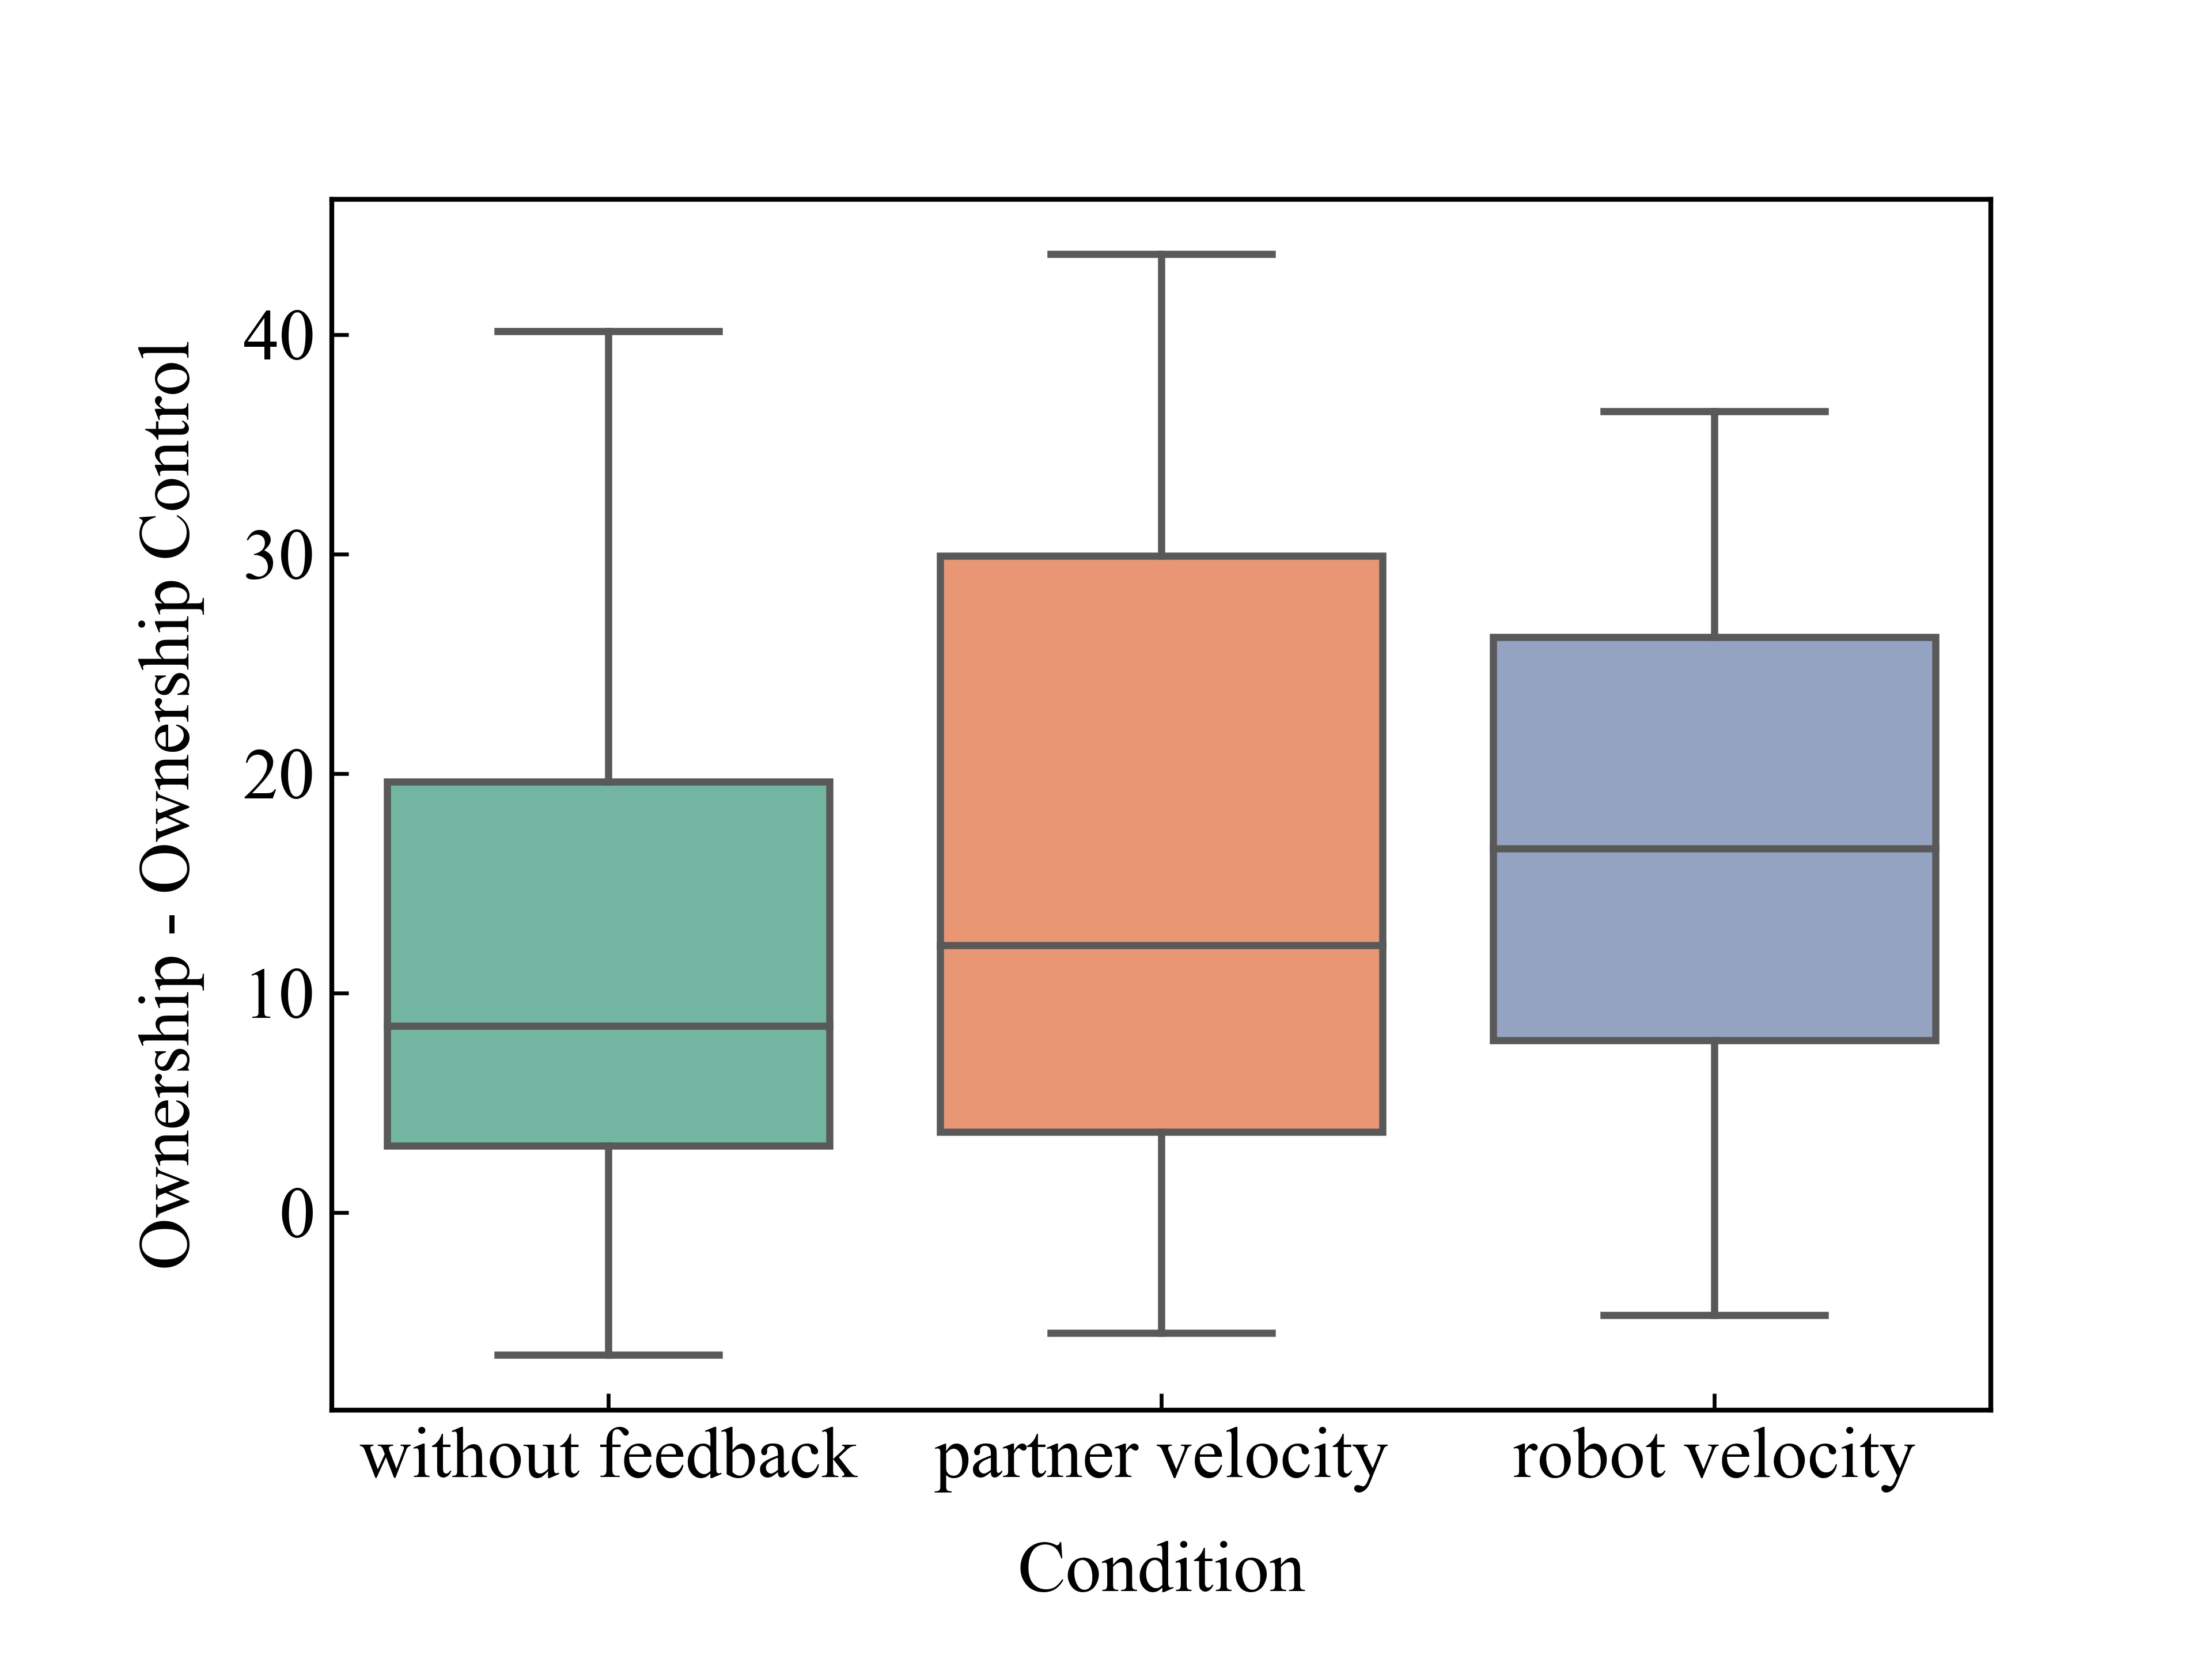 Ownership - Ownership Control
40
30
20
10
0
without feedback
partner velocity
robot velocity
Condition